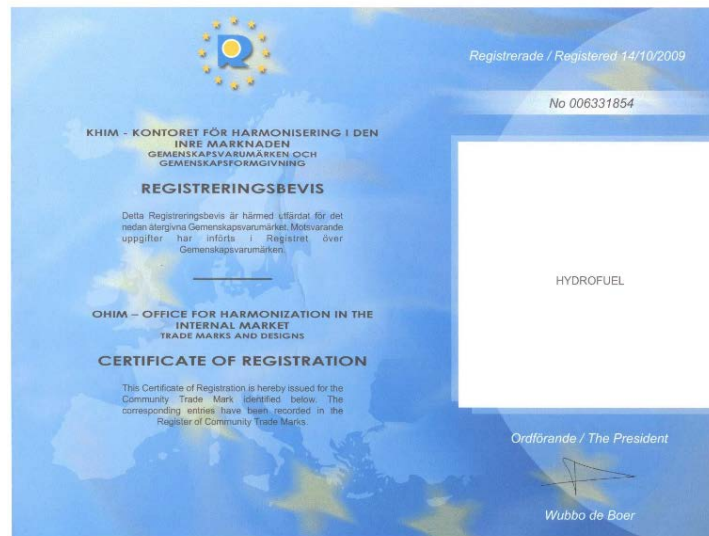 KHIM - KONTORET FÖR HARMONISERING I DEN
INRE MARKNADEN
GEMENSKAPSVARUMÄRKEN OCH
GEMENSKAPSFORMGIVNING
REGISTRERINGSBEVIS
Detta Registreringsbevis är härmed utfärdat för det
nedan återgivna Gemenskapsvarumärket. Motsvarande
uppgifter har införts i Registret över
Gemenskapsvarumärken.
OHIM – OFFICE FOR HARMONIZATION IN THE
INTERNAL MARKET
TRADE MARKS AND DESIGNS
CERTIFICATE OF REGISTRATION
This Certificate of Registration is hereby issued for the
Community Trade Mark identified below. The
corresponding entries have been recorded in the
Register of Community Trade Marks.
Registrerade / Registered 14/10/2009
No 006331854
HYDROFUEL
Ordförande / The President
Wubbo de Boer